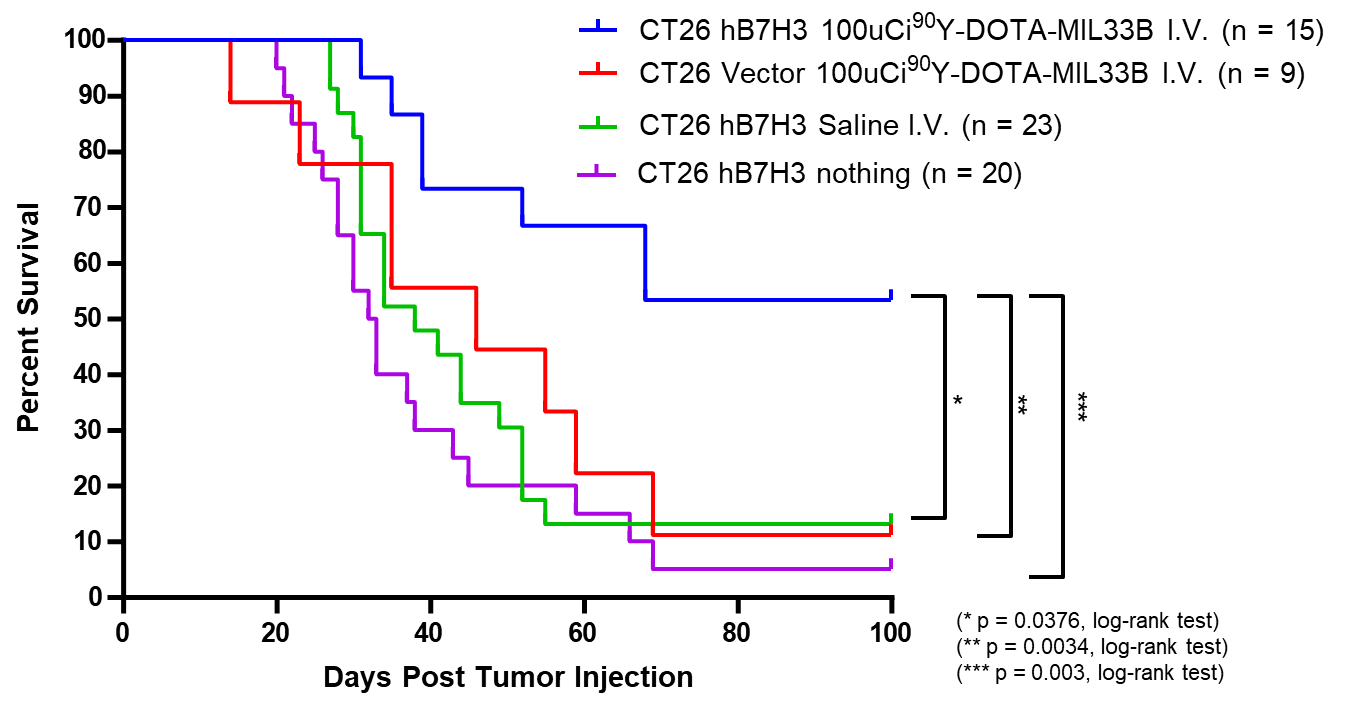 CT26 hB7H3 100uCi⁹⁰Y-DOTA-MIL33B I.V. (n = 15)
CT26 Vector 100uCi⁹⁰Y-DOTA-MIL33B I.V. (n = 9)
CT26 hB7H3 Saline I.V. (n = 23)
CT26 hB7H3 nothing (n = 20)
Percent Survival
100
90
80
70
60
50
40
30
20
10
0
0 20 40 60 80 100
Days Post Tumor Injection
*
**
***
(* p = 0.0376, log-rank test)
(** p = 0.0034, log-rank test)
(*** p = 0.003, log-rank test)